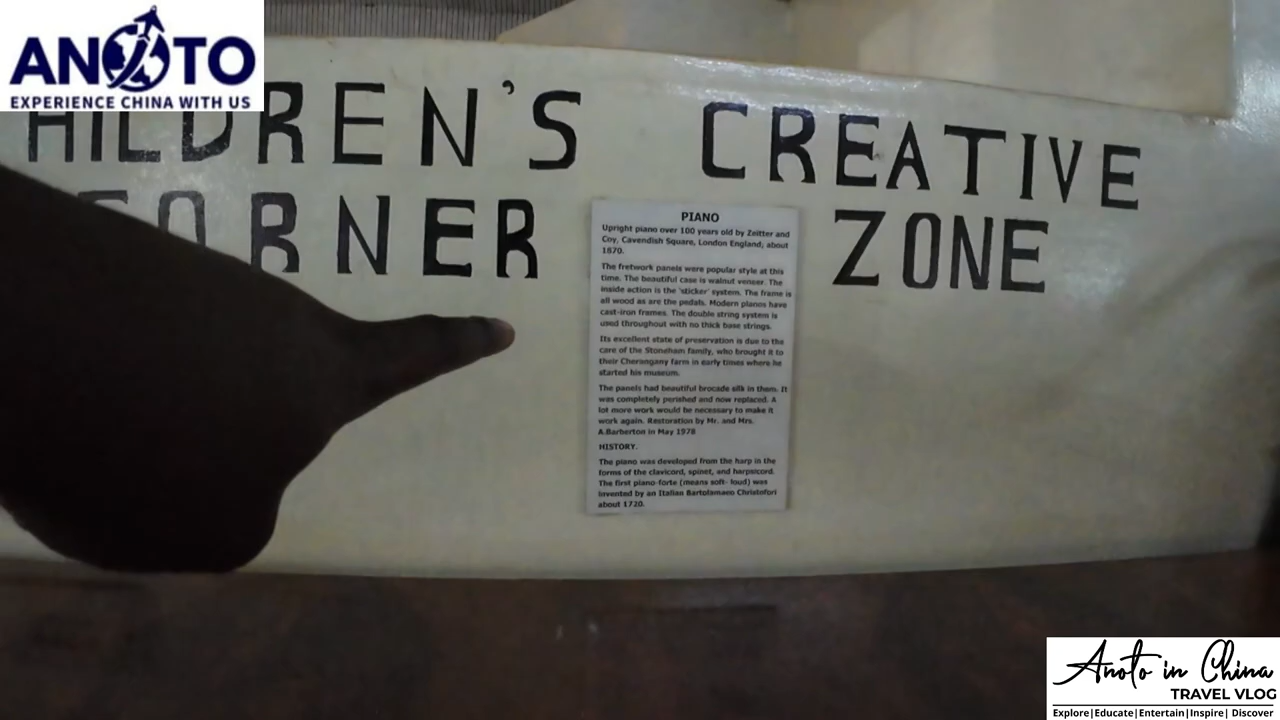 ANOTO
EXPERIENCE CHINA WITH US
HILDREN'S CREATIVE
CORNER ZONE
PIANO
Upright piano over 100 years old by Zeitter and
Coy, Cavendish Square, London England, about
1870.
The fretwork panels were popular style at this
time. The beautiful case is walnut veneer. The
inside action is the 'sticker' system. The frame is
all wood as are the pedals. Modern pianos have
cast-iron frames. The double string system is
used throughout with no thick base strings.
Its excellent state of preservation is due to the
care of the Stoneham family, who brought it to
their Cherangany farm in early times where he
started his museum.
The panels had beautiful brocade silk in them. It
was completely perished and now replaced. A
lot more work would be necessary to make it
work again. Restoration by Mr. and Mrs.
A.Barberton in May 1978
HISTORY.
The piano was developed from the harp in the
forms of the clavicord, spinet, and harpsicord.
The first piano-forte (means soft- loud) was
invented by an Italian Bartolamaeo Christofori
about 1720.
Anoto in China
TRAVEL VLOG
Explore|Educate|Entertain|Inspire| Discover